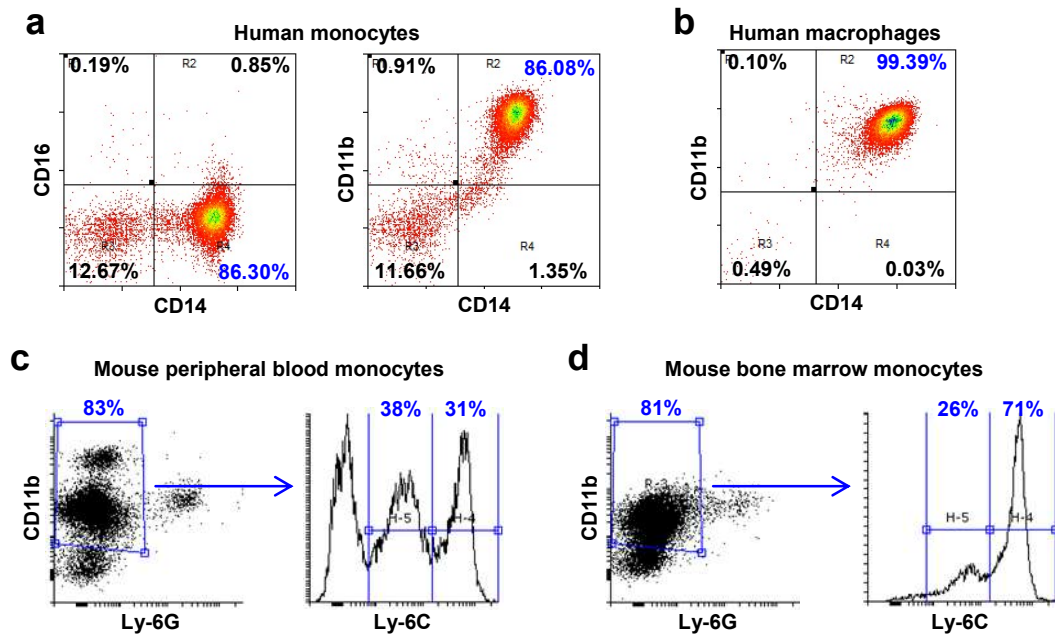 a
Human monocytes
0.19%
R2
0.85%
CD16
R3
R4
12.67%
86.30%
CD14
0.91%
R2
86.08%
CD11b
R3
R4
11.66%
1.35%
CD14
b
Human macrophages
0.10%
R2
99.39%
CD11b
R3
R4
0.49%
0.03%
CD14
c
Mouse peripheral blood monocytes
83%
CD11b
Ly-6G
38%
31%
H-5
H-4
Ly-6C
d
Mouse bone marrow monocytes
81%
R-3
CD11b
Ly-6G
26%
71%
H-5
H-4
Ly-6C